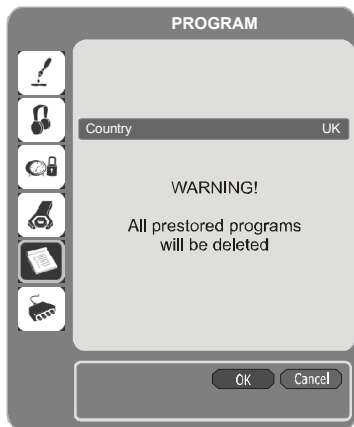 PROGRAM
Country UK
WARNING!
All prestored programs
will be deleted
OK Cancel